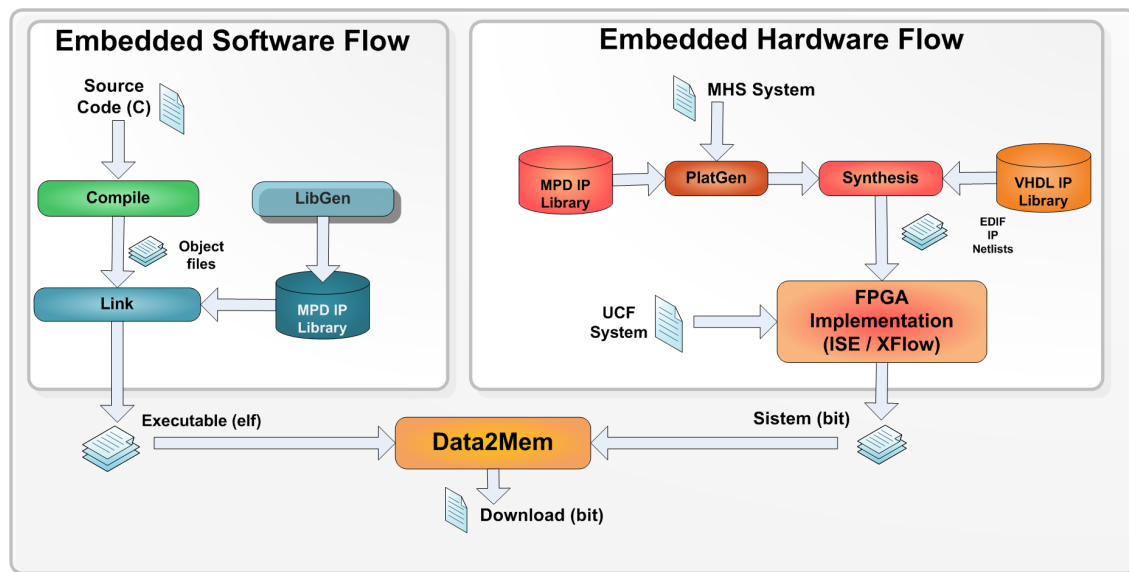 Embedded Software Flow
Source
Code (C)
Compile
LibGen
Object
files
Link
MPD IP
Library
Embedded Hardware Flow
MHS System
MPD IP
Library
PlatGen
Synthesis
VHDL IP
Library
EDIF
IP
Netlists
UCF
System
FPGA
Implementation
(ISE / XFlow)
Executable (elf)
Data2Mem
Sistem (bit)
Download (bit)